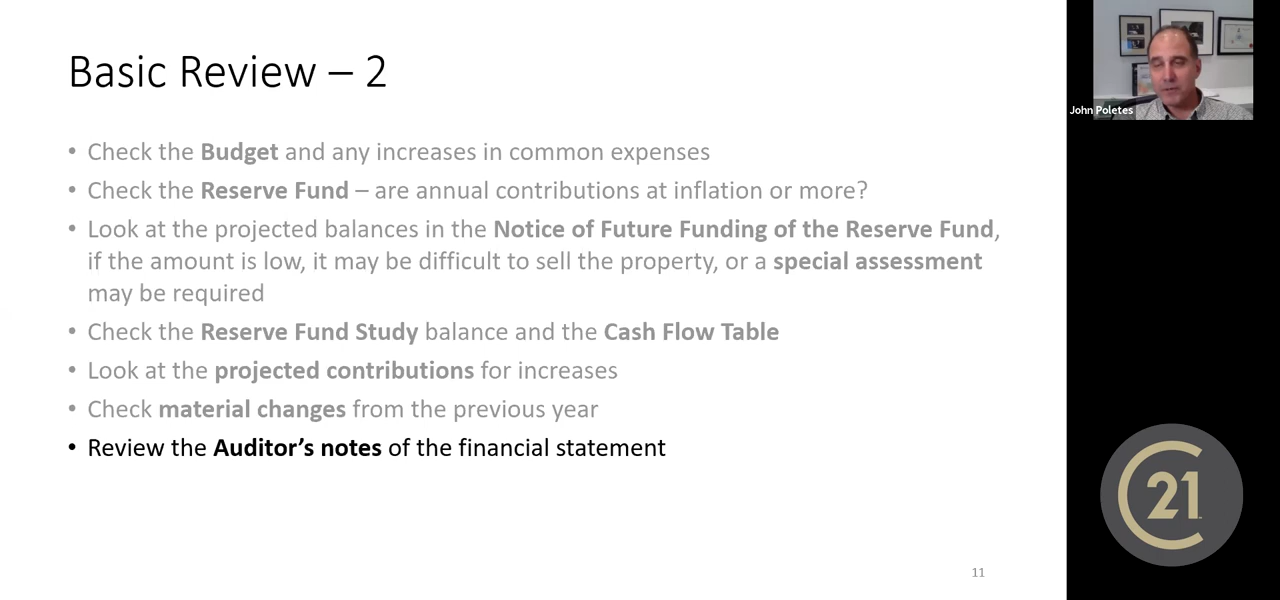 Basic Review – 2
• Check the Budget and any increases in common expenses
• Check the Reserve Fund – are annual contributions at inflation or more?
• Look at the projected balances in the Notice of Future Funding of the Reserve Fund,
if the amount is low, it may be difficult to sell the property, or a special assessment
may be required
• Check the Reserve Fund Study balance and the Cash Flow Table
• Look at the projected contributions for increases
• Check material changes from the previous year
• Review the Auditor’s notes of the financial statement
11
John Poletes
C21